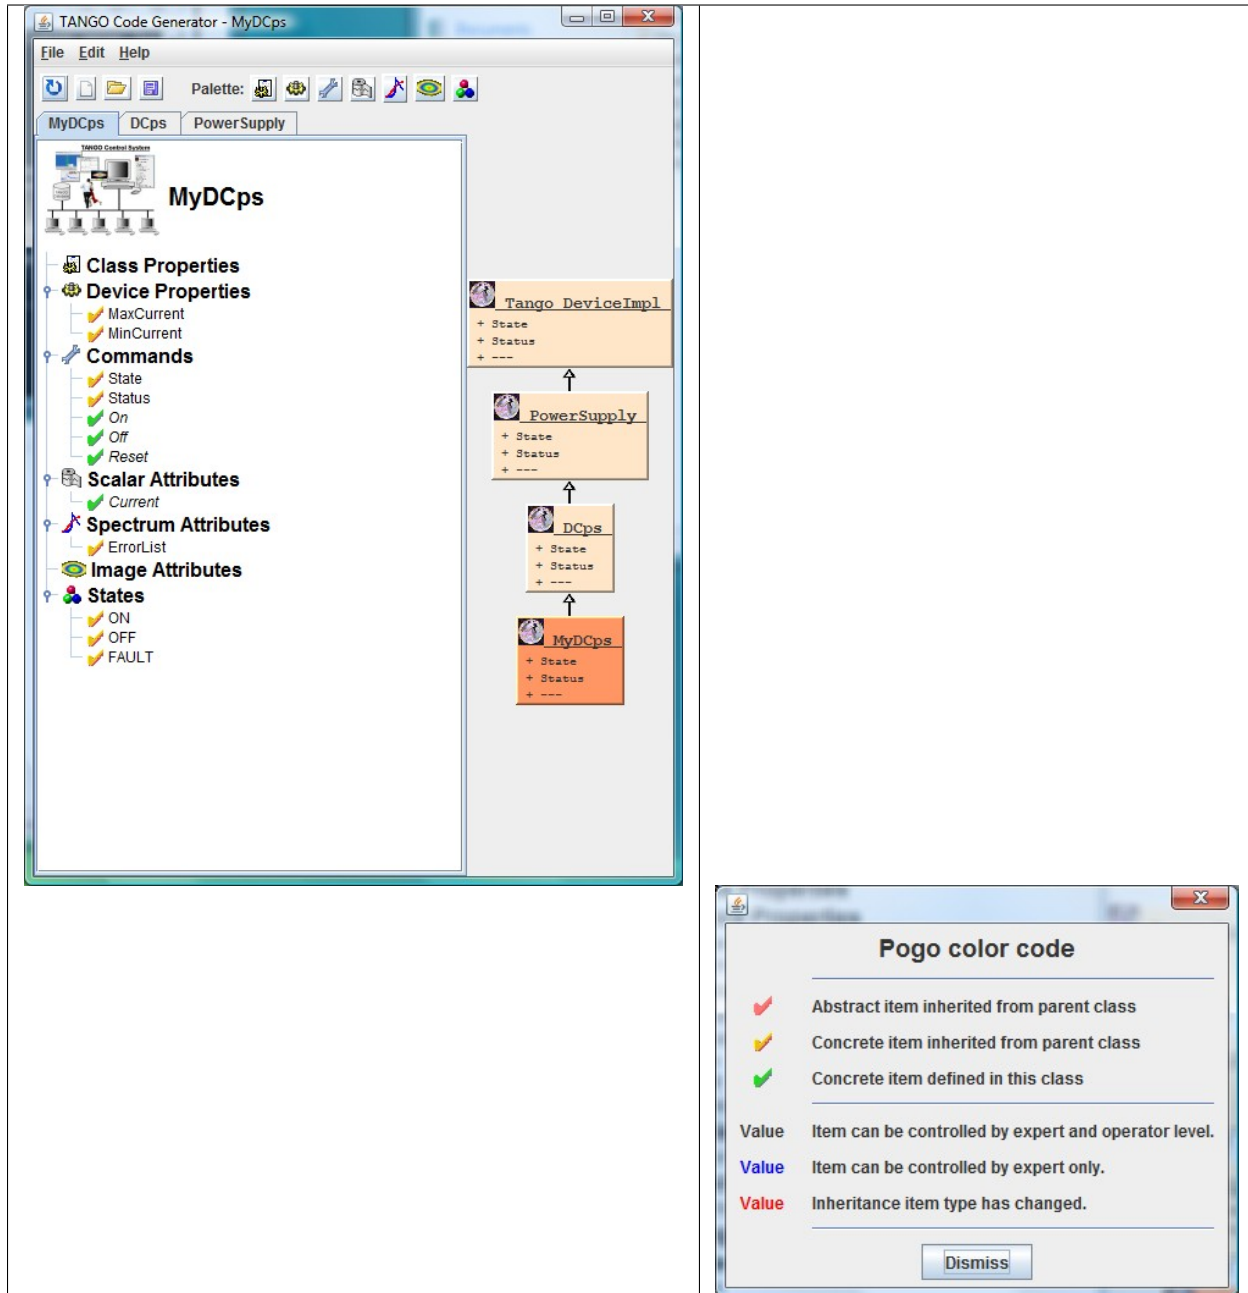 TANGO Code Generator - MyDCps
File Edit Help
Palette:
MyDCps DCps PowerSupply
TANGO Control System
MyDCps
Class Properties
Device Properties
MaxCurrent
MinCurrent
Commands
State
Status
On
Off
Reset
Scalar Attributes
Current
Spectrum Attributes
ErrorList
Image Attributes
States
ON
OFF
FAULT
Tango DeviceImpl
+ State
+ Status
+ ---
PowerSupply
+ State
+ Status
+ ---
DCps
+ State
+ Status
+ ---
MyDCps
+ State
+ Status
+ ---
Properties
Properties
Pogo color code
Abstract item inherited from parent class
Concrete item inherited from parent class
Concrete item defined in this class
Value Item can be controlled by expert and operator level.
Value Item can be controlled by expert only.
Value Inheritance item type has changed.
Dismiss